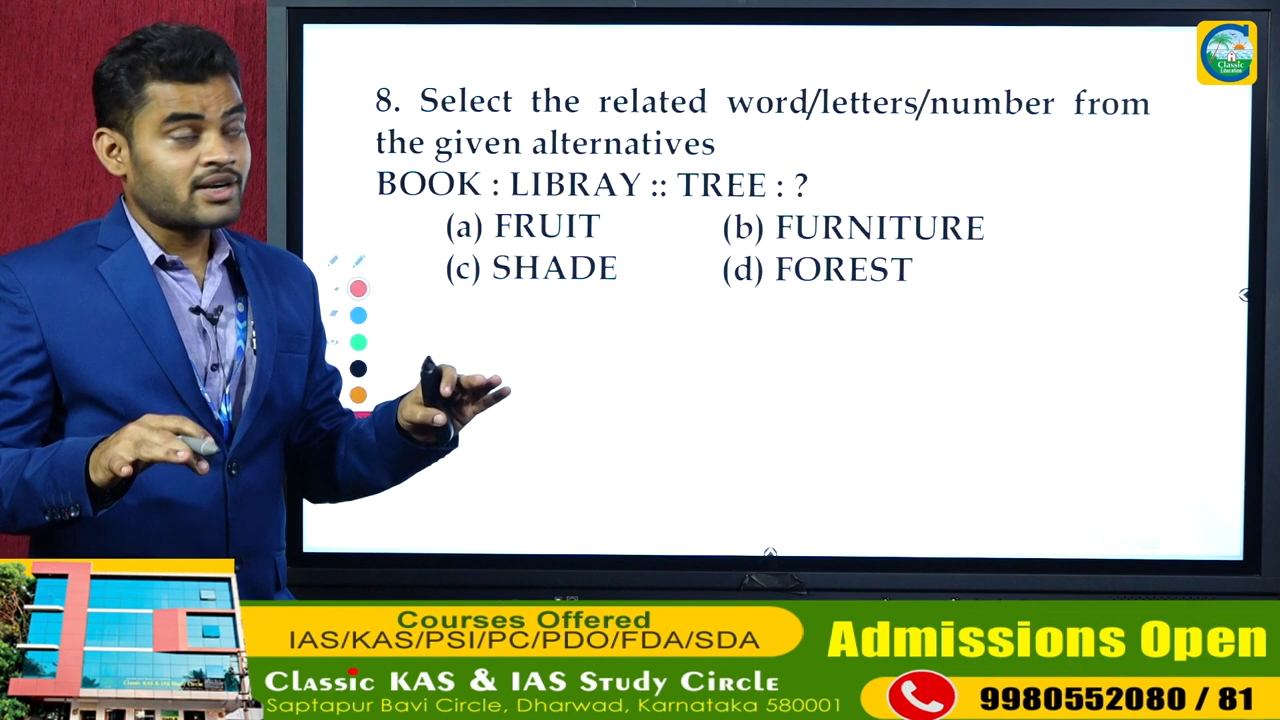 Classic
Education
8. Select the related word/letters/number from
the given alternatives
BOOK : LIBRAY :: TREE : ?
(a) FRUIT (b) FURNITURE
(c) SHADE (d) FOREST
Courses Offered
IAS/KAS/PSI/PC/PDO/FDA/SDA
Admissions Open
Classic KAS & IAS Study Circle
Saptapur Bavi Circle, Dharwad, Karnataka 580001
9980552080 / 81